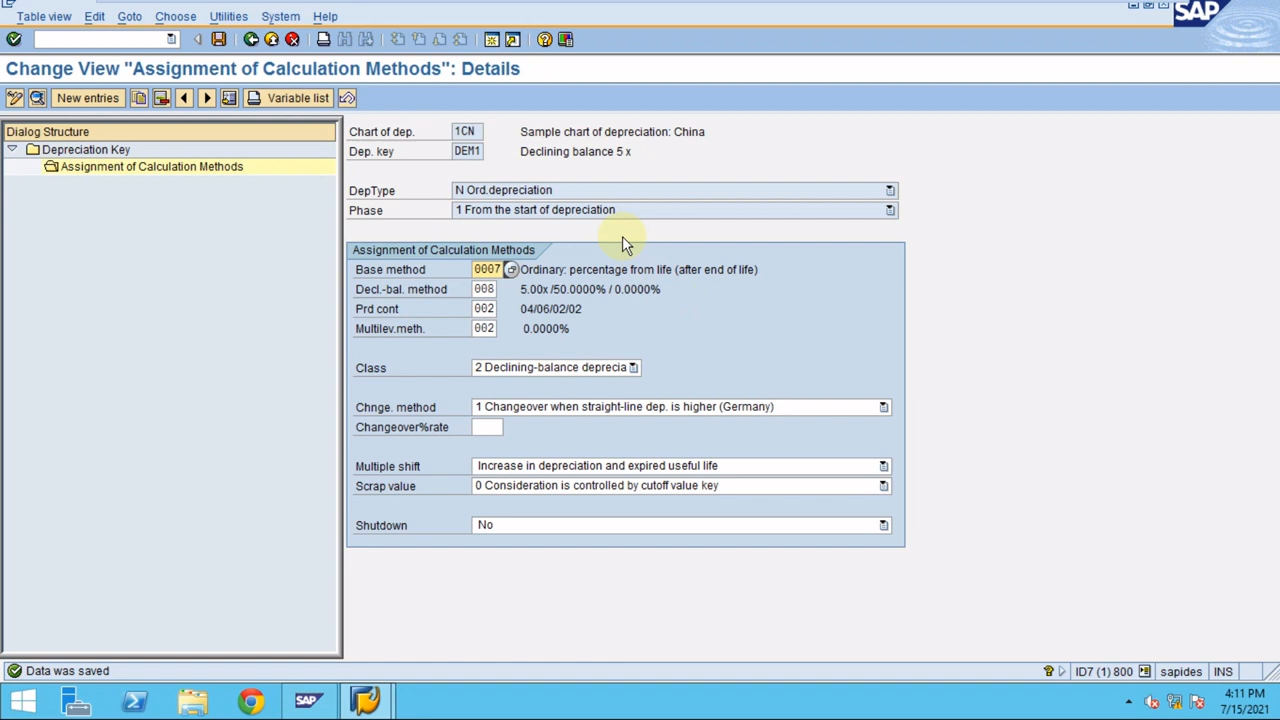 Table view Edit Goto Choose Utilities System Help
SAP
Change View "Assignment of Calculation Methods": Details
New entries Variable list
Dialog Structure
Depreciation Key
Assignment of Calculation Methods
Chart of dep. 1CN Sample chart of depreciation: China
Dep. key DEM1 Declining balance 5 x
DepType N Ord.depreciation
Phase 1 From the start of depreciation
Assignment of Calculation Methods
Base method 0007 Ordinary: percentage from life (after end of life)
Decl.-bal. method 008 5.00x /50.0000% / 0.0000%
Prd cont 002 04/06/02/02
Multilev.meth. 002 0.0000%
Class 2 Declining-balance deprecia
Chnge. method 1 Changeover when straight-line dep. is higher (Germany)
Changeover%rate
Multiple shift Increase in depreciation and expired useful life
Scrap value 0 Consideration is controlled by cutoff value key
Shutdown No
Data was saved ID7 (1) 800 sapides INS
SAP
4:11 PM
7/15/2021